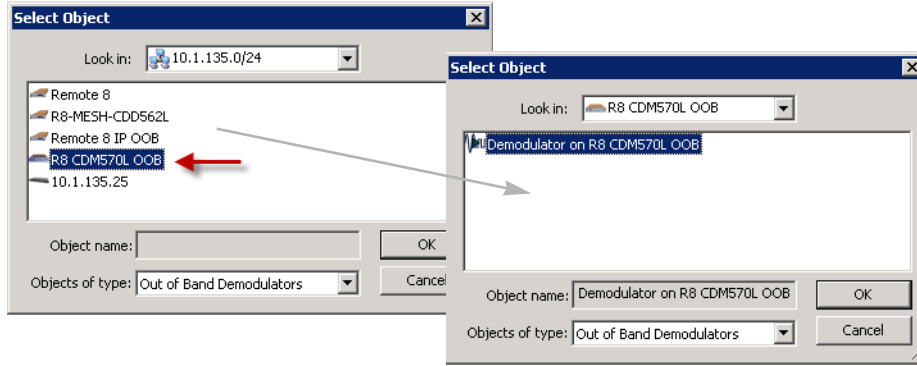 Select Object
Look in: 10.1.135.0/24
Remote 8
R8-MESH-CDD562L
Remote 8 IP OOB
R8 CDM570L OOB
10.1.135.25
Object name:
OK
Objects of type: Out of Band Demodulators
Cancel
Select Object
Look in: R8 CDM570L OOB
Demodulator on R8 CDM570L OOB
Object name: Demodulator on R8 CDM570L OOB
OK
Objects of type: Out of Band Demodulators
Cancel